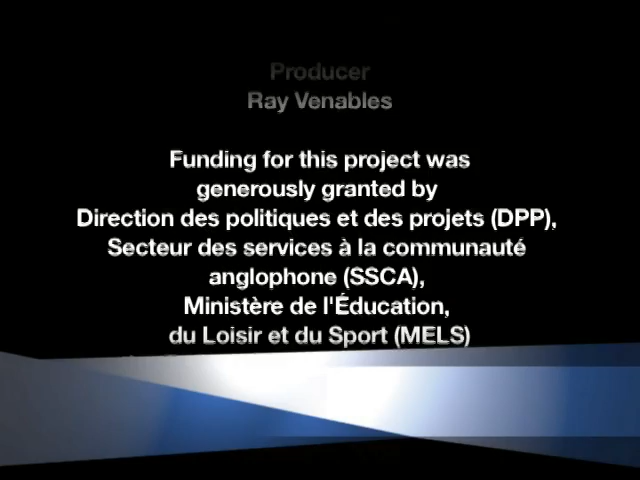 Producer
Ray Venables
Funding for this project was
generously granted by
Direction des politiques et des projets (DPP),
Secteur des services à la communauté
anglophone (SSCA),
Ministère de l'Éducation,
du Loisir et du Sport (MELS)